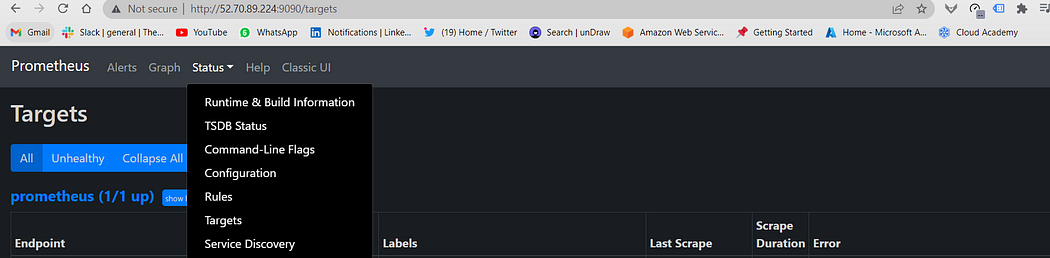 Not secure | http://52.70.89.224:9090/targets
Gmail Slack | general | The... YouTube 6 WhatsApp Notifications | Linke... (19) Home / Twitter Search | unDraw Amazon Web Servic... Getting Started Home - Microsoft A... Cloud Academy
Prometheus Alerts Graph Status Help Classic UI
Targets
Runtime & Build Information
TSDB Status
Command-Line Flags
Configuration
Rules
Targets
Service Discovery
All Unhealthy Collapse All
prometheus (1/1 up) show
Endpoint Labels Last Scrape Scrape Duration Error